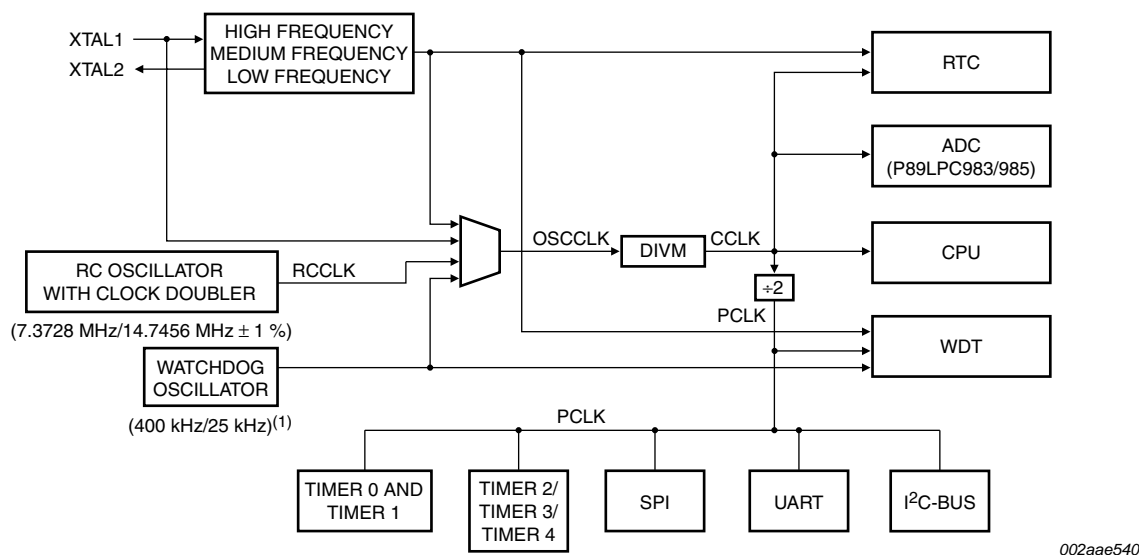 XTAL1
XTAL2
HIGH FREQUENCY
MEDIUM FREQUENCY
LOW FREQUENCY
RTC
ADC
(P89LPC983/985)
OSCCLK
DIVM
CCLK
CPU
RC OSCILLATOR
WITH CLOCK DOUBLER
RCCLK
(7.3728 MHz/14.7456 MHz ± 1 %)
÷2
PCLK
WDT
WATCHDOG
OSCILLATOR
(400 kHz/25 kHz)(1)
PCLK
TIMER 0 AND
TIMER 1
TIMER 2/
TIMER 3/
TIMER 4
SPI
UART
I2C-BUS
002aae540